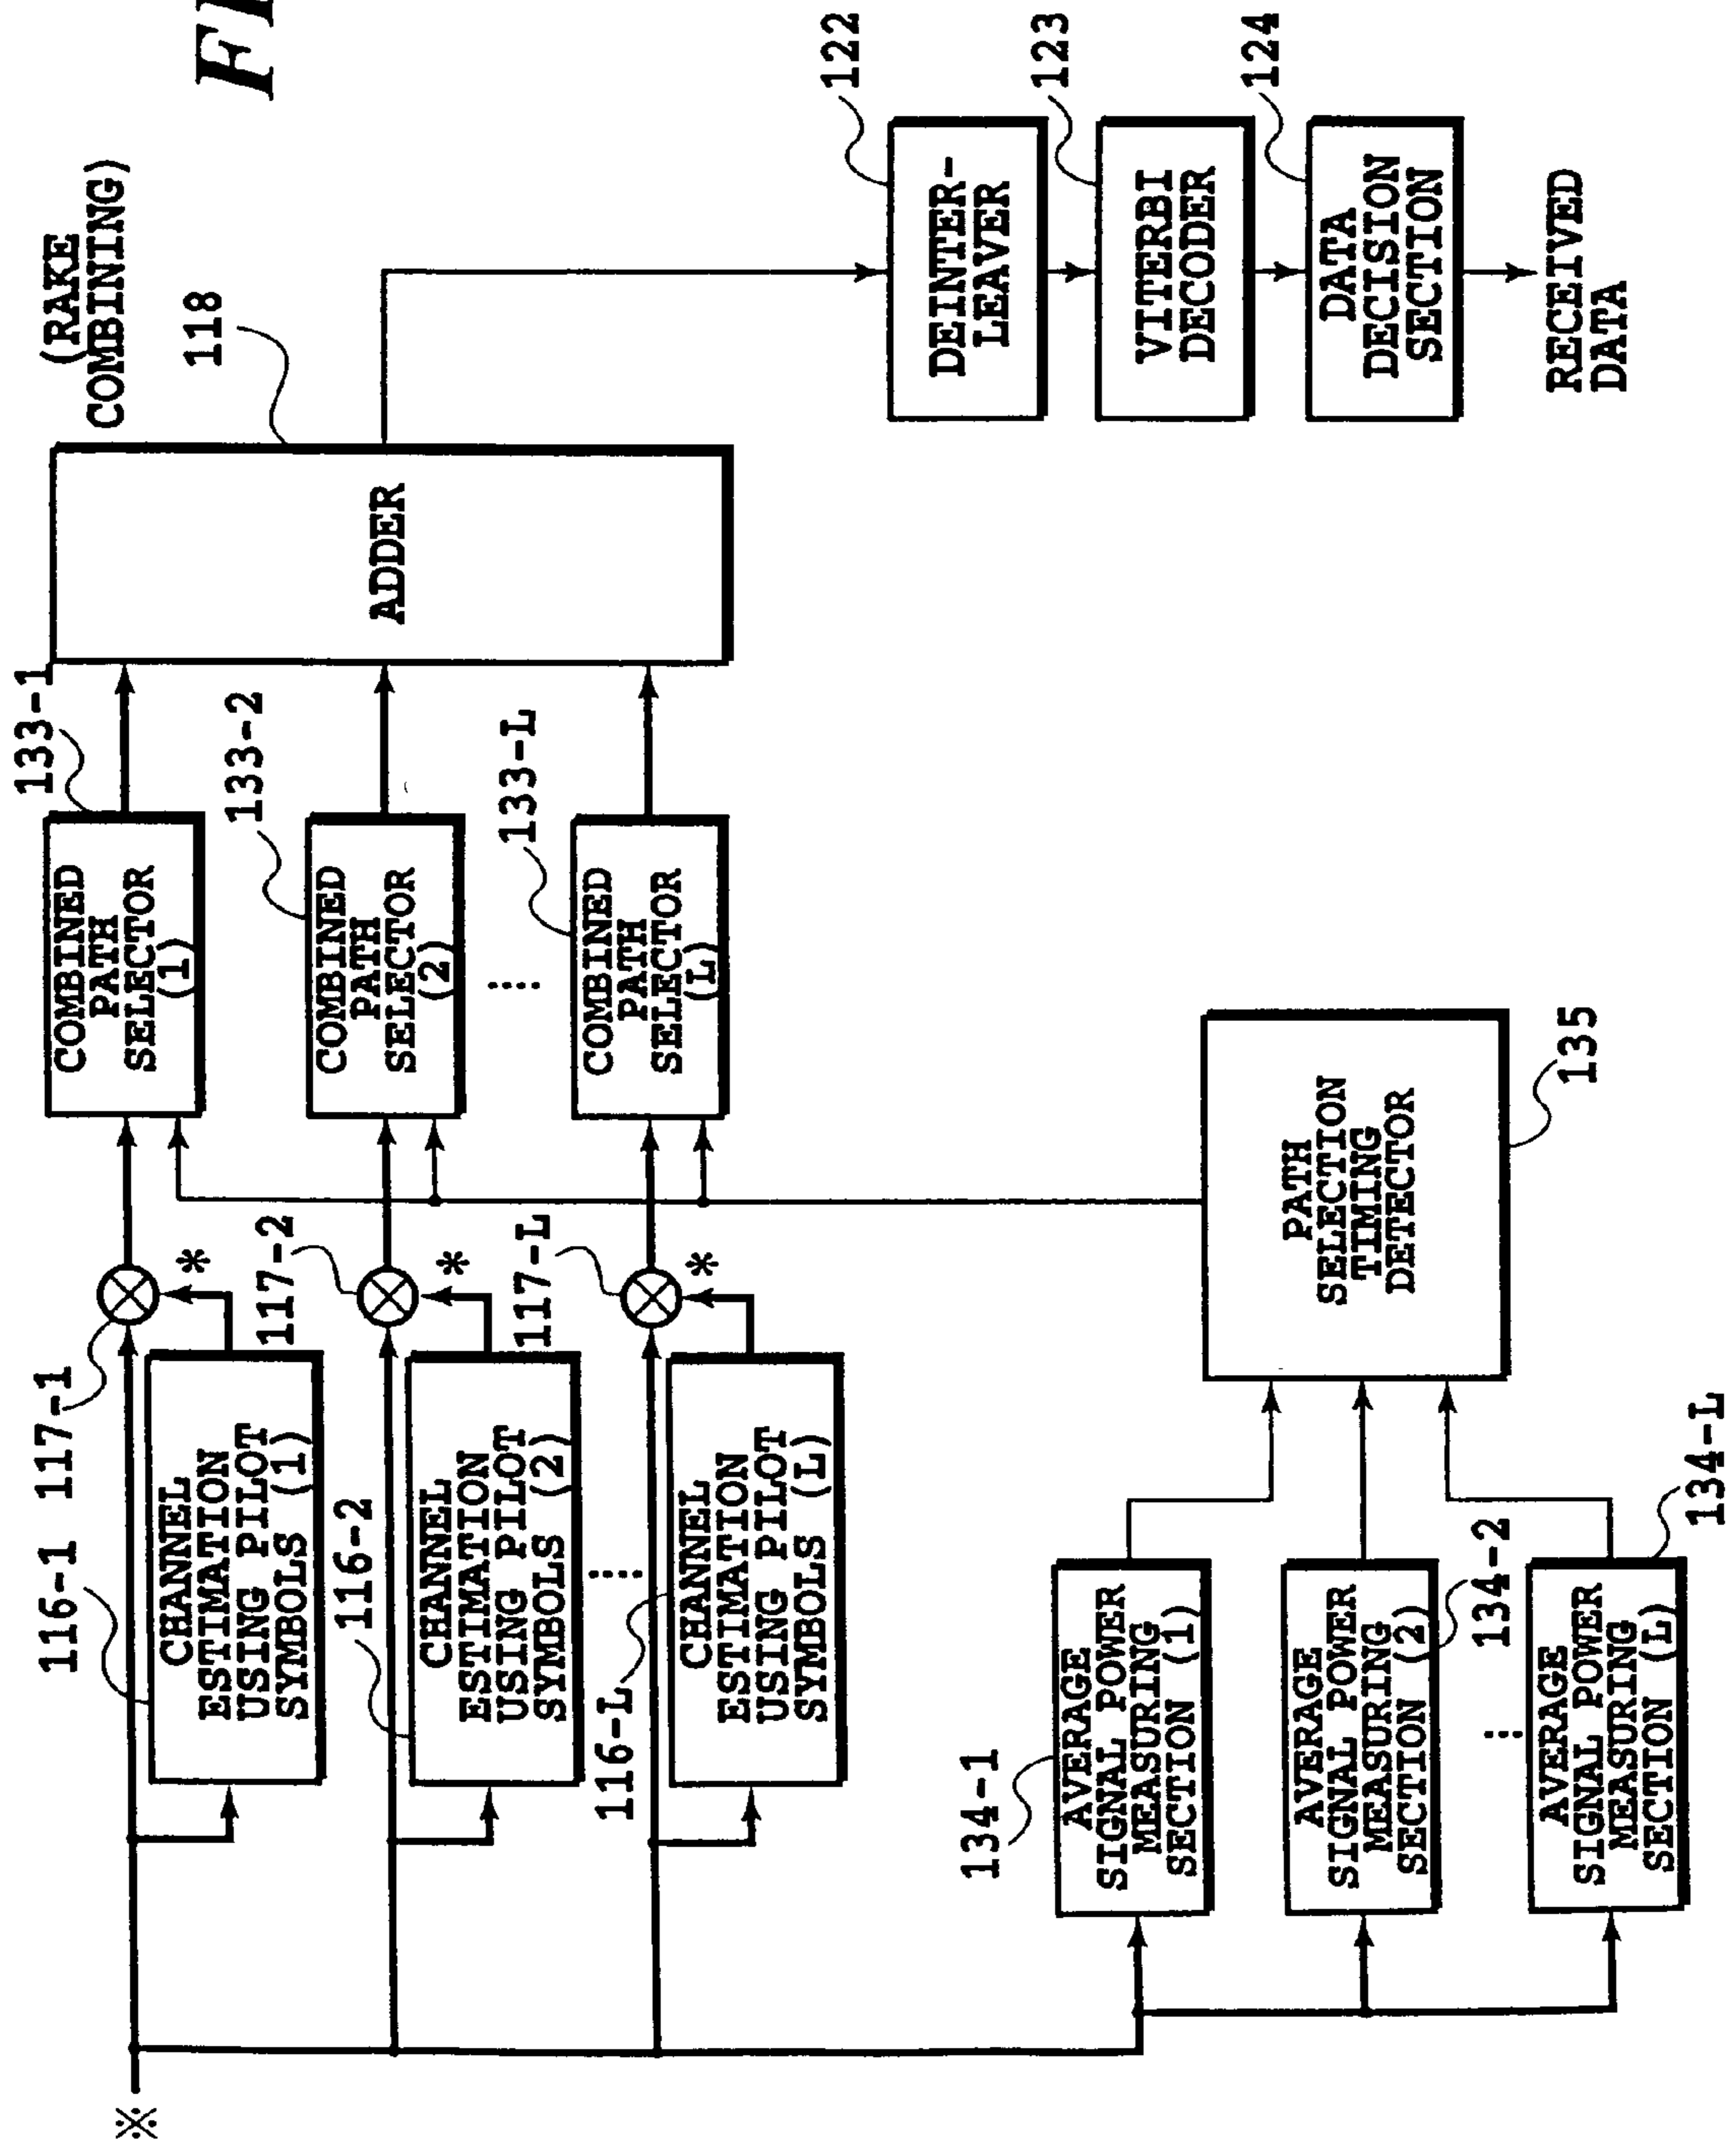 FI
(RAKE
COMBINING)
118
ADDER
133-1
COMBINED
PATH
SELECTOR
(1)
133-2
COMBINED
PATH
SELECTOR
(2)
133-L
COMBINED
PATH
SELECTOR
(L)
117-1
116-1
CHANNEL
ESTIMATION
USING PILOT
SYMBOLS (1)
*
117-2
116-2
CHANNEL
ESTIMATION
USING PILOT
SYMBOLS (2)
*
117-L
116-L
CHANNEL
ESTIMATION
USING PILOT
SYMBOLS (L)
*
※
134-1
AVERAGE
SIGNAL POWER
MEASURING
SECTION (1)
AVERAGE
SIGNAL POWER
MEASURING
SECTION (2)
134-2
AVERAGE
SIGNAL POWER
MEASURING
SECTION (L)
134-L
PATH
SELECTION
TIMING
DETECTOR
135
122
DEINTER-
LEAVER
123
VITERBI
DECODER
124
DATA
DECISION
SECTION
RECEIVED
DATA